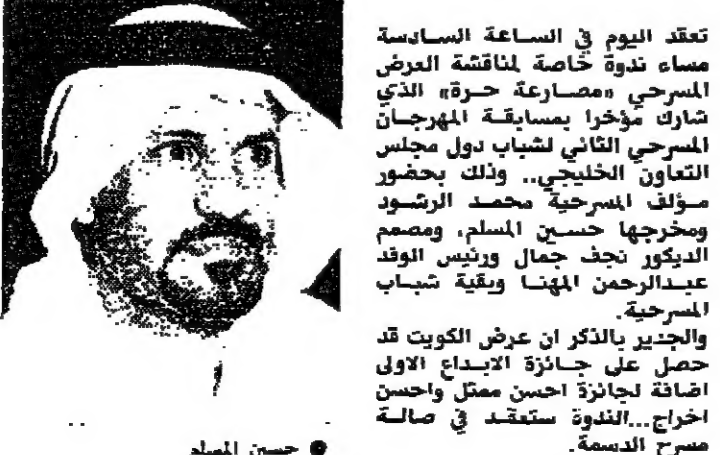 تعقد اليوم في الساعة السادسة
مساء ندوة خاصة لمناقشة العرض
المسرحي «مصارعة حرة» الذي
شارك مؤخرا بمسابقة المهرجان
المسرحي الثاني لشباب دول مجلس
التعاون الخليجي.. وذلك بحضور
مؤلف المسرحية محمد الرشود
ومخرجها حسين المسلم، ومصمم
الديكور نجف جمال ورئيس الوفد
عبدالرحمن المهنا وبقية شباب
المسرحية.
والجدير بالذكر ان عرض الكويت قد
حصل على جائزة الابداع الاولى
اضافة لجائزة احسن ممثل واحسن
اخراج...الندوة ستعقد في صالة
مسرح الدسمة.
● حسين المسلم